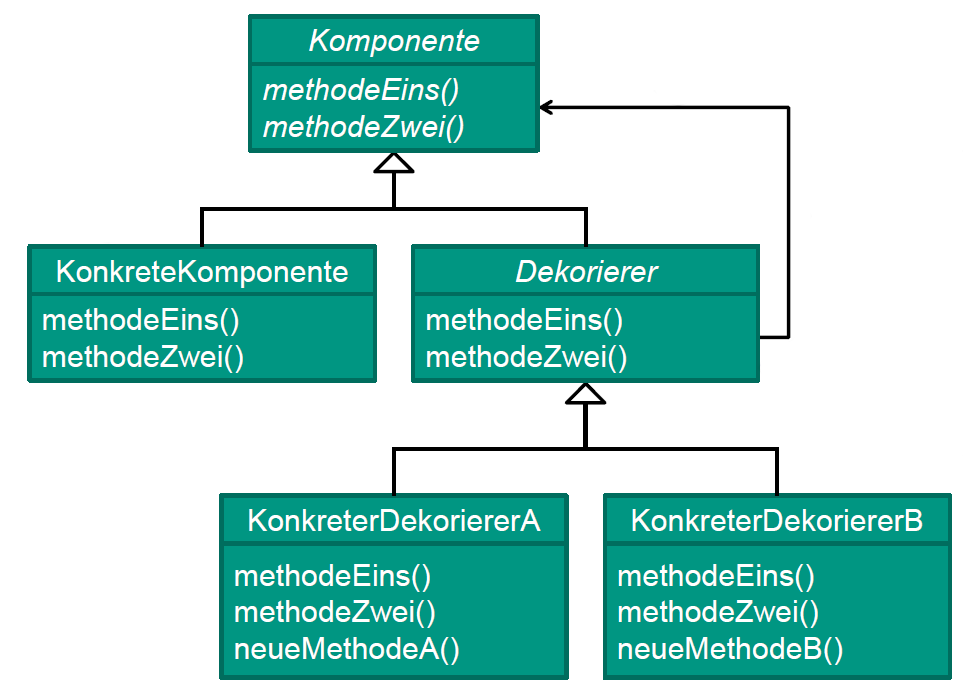 Komponente
methodeEins()
methodeZwei()
KonkreteKomponente
methodeEins()
methodeZwei()
Dekorierer
methodeEins()
methodeZwei()
KonkreterDekoriererA
methodeEins()
methodeZwei()
neueMethodeA()
KonkreterDekoriererB
methodeEins()
methodeZwei()
neueMethodeB()